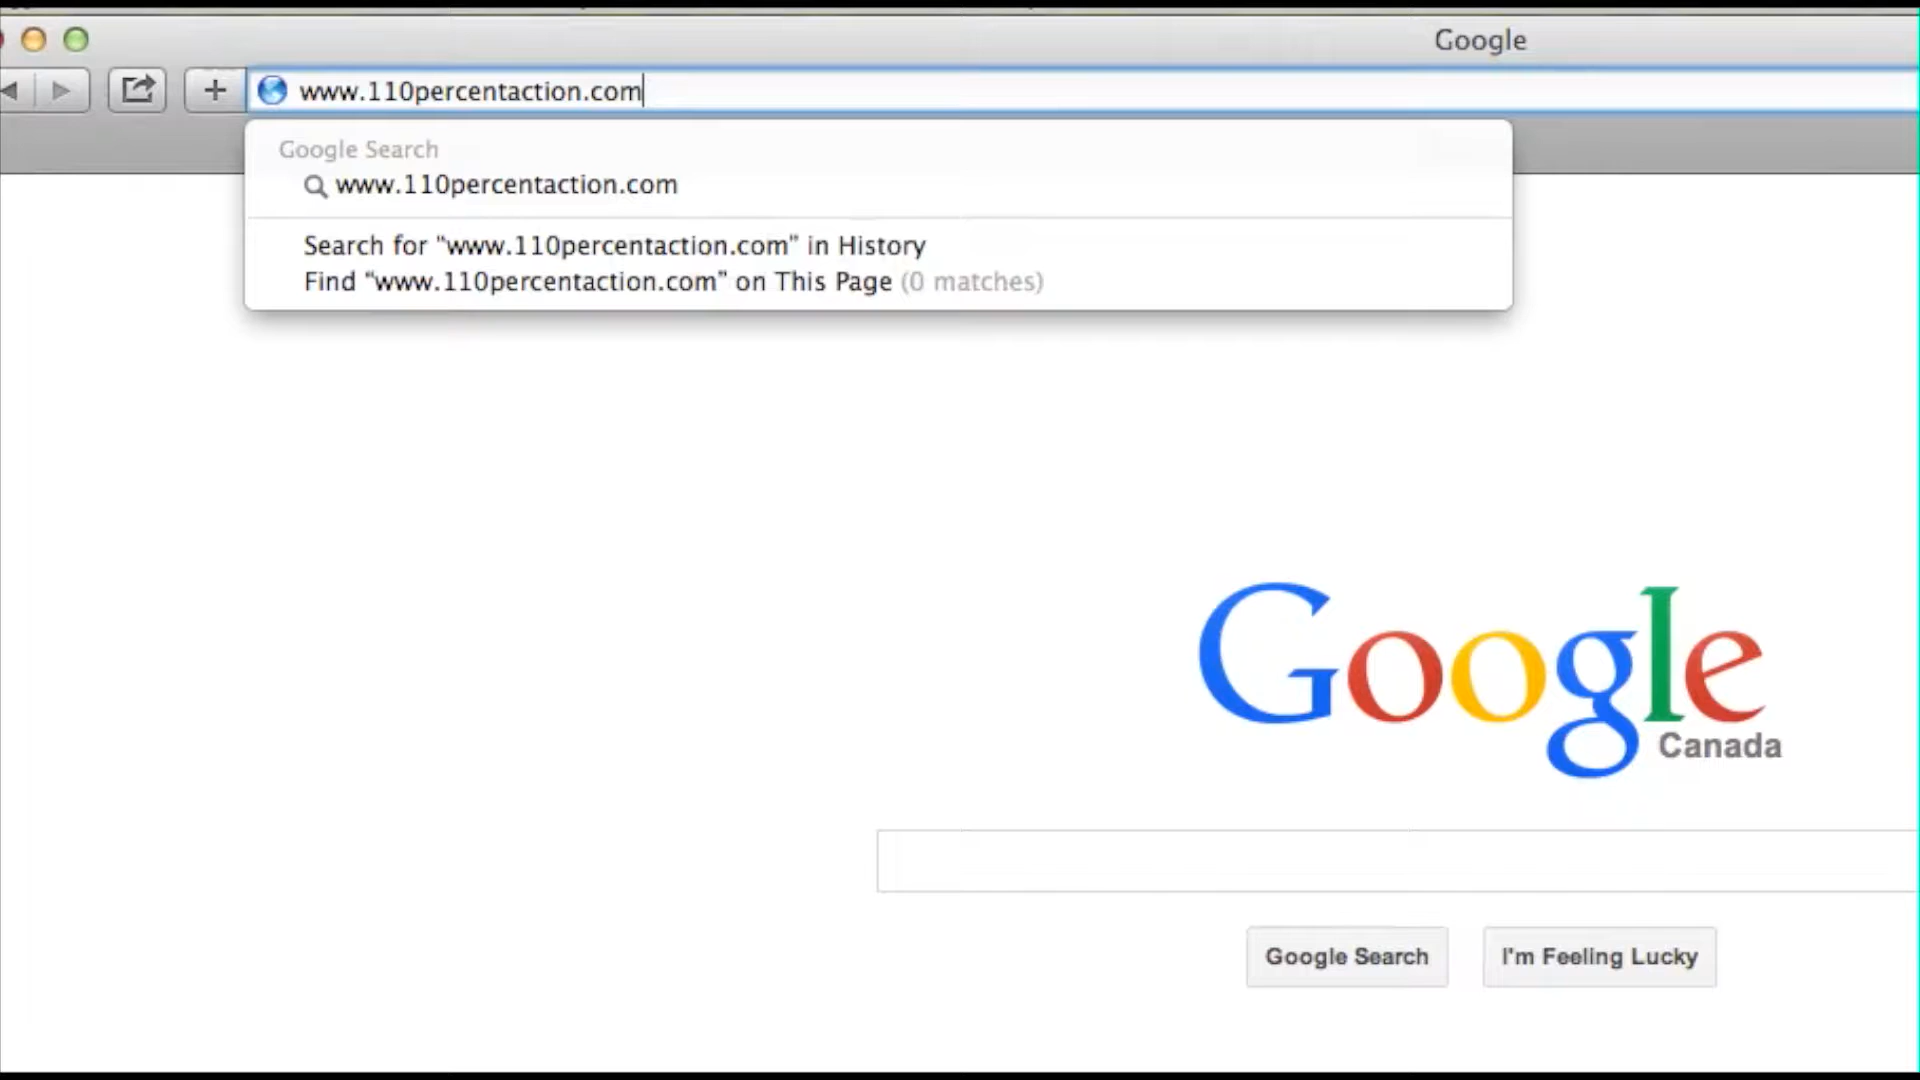 Google
www.110percentaction.com
Google Search
www.110percentaction.com
Search for "www.110percentaction.com" in History
Find “www.110percentaction.com” on This Page (0 matches)
Google
Canada
Google Search
I'm Feeling Lucky